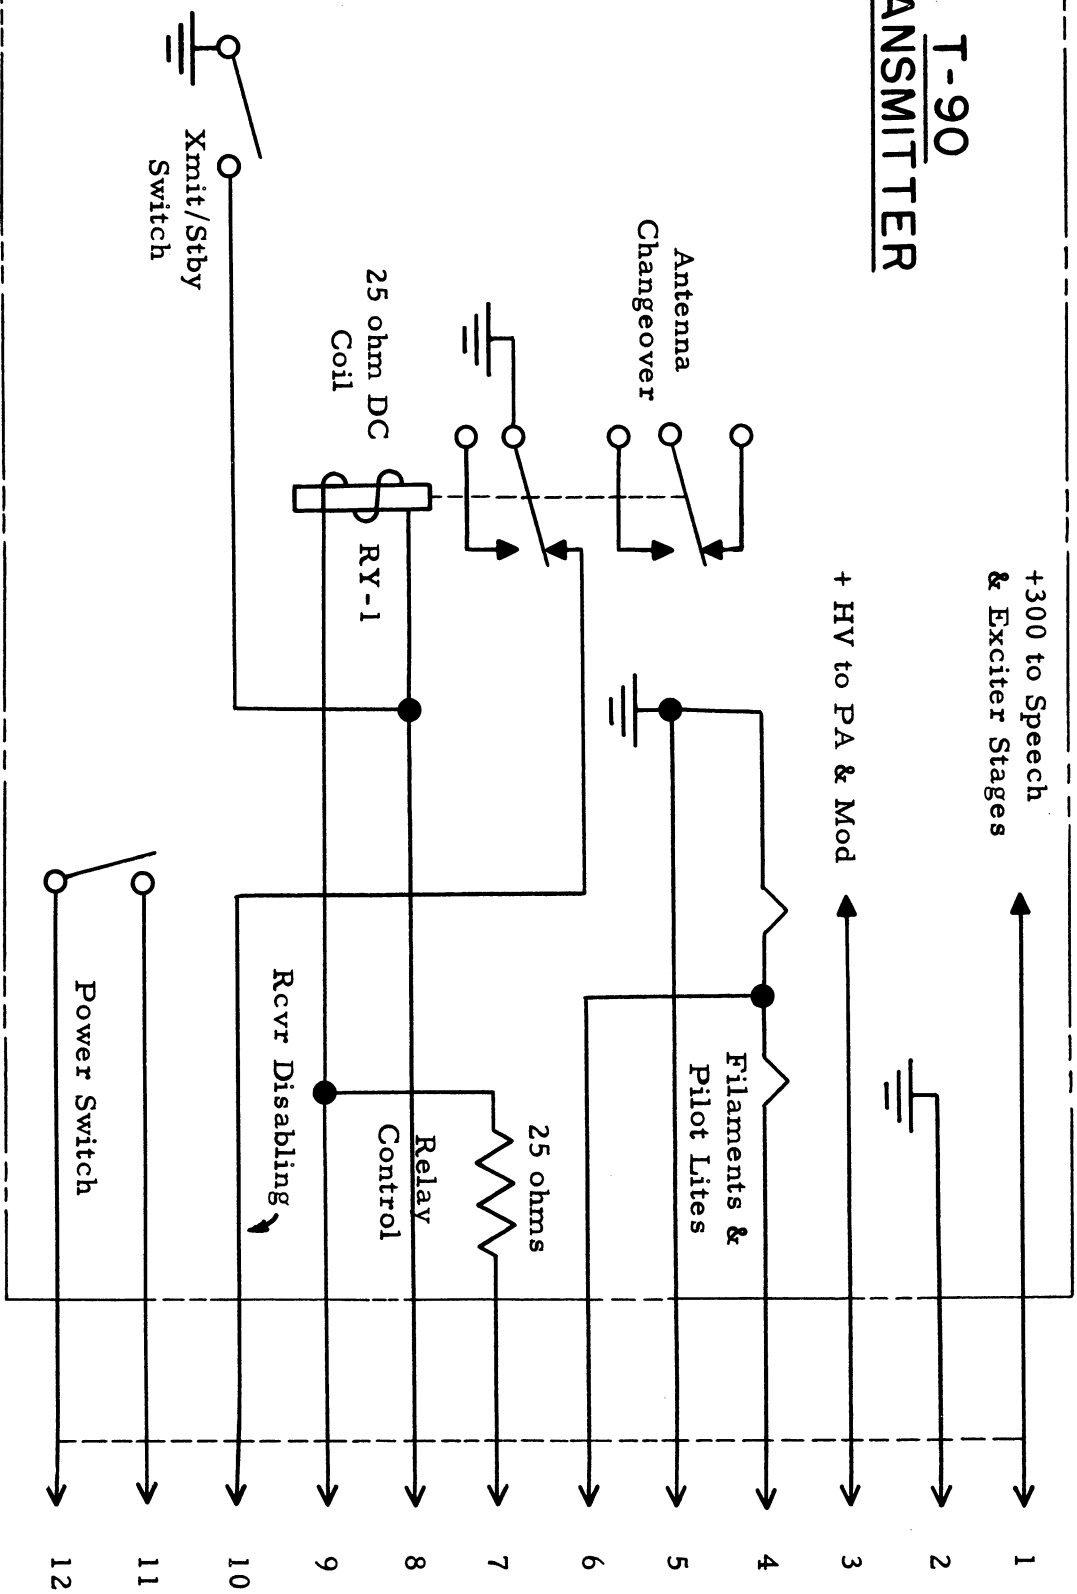 T-90
ANSMITTER
+300 to Speech
& Exciter Stages
+ HV to PA & Mod
Antenna
Changeover
Filaments &
Pilot Lites
25 ohms
25 ohm DC
Coil
RY-1
Relay
Control
Rcvr Disabling
Xmit/Stby
Switch
Power Switch
1
2
3
4
5
6
7
8
9
10
11
12